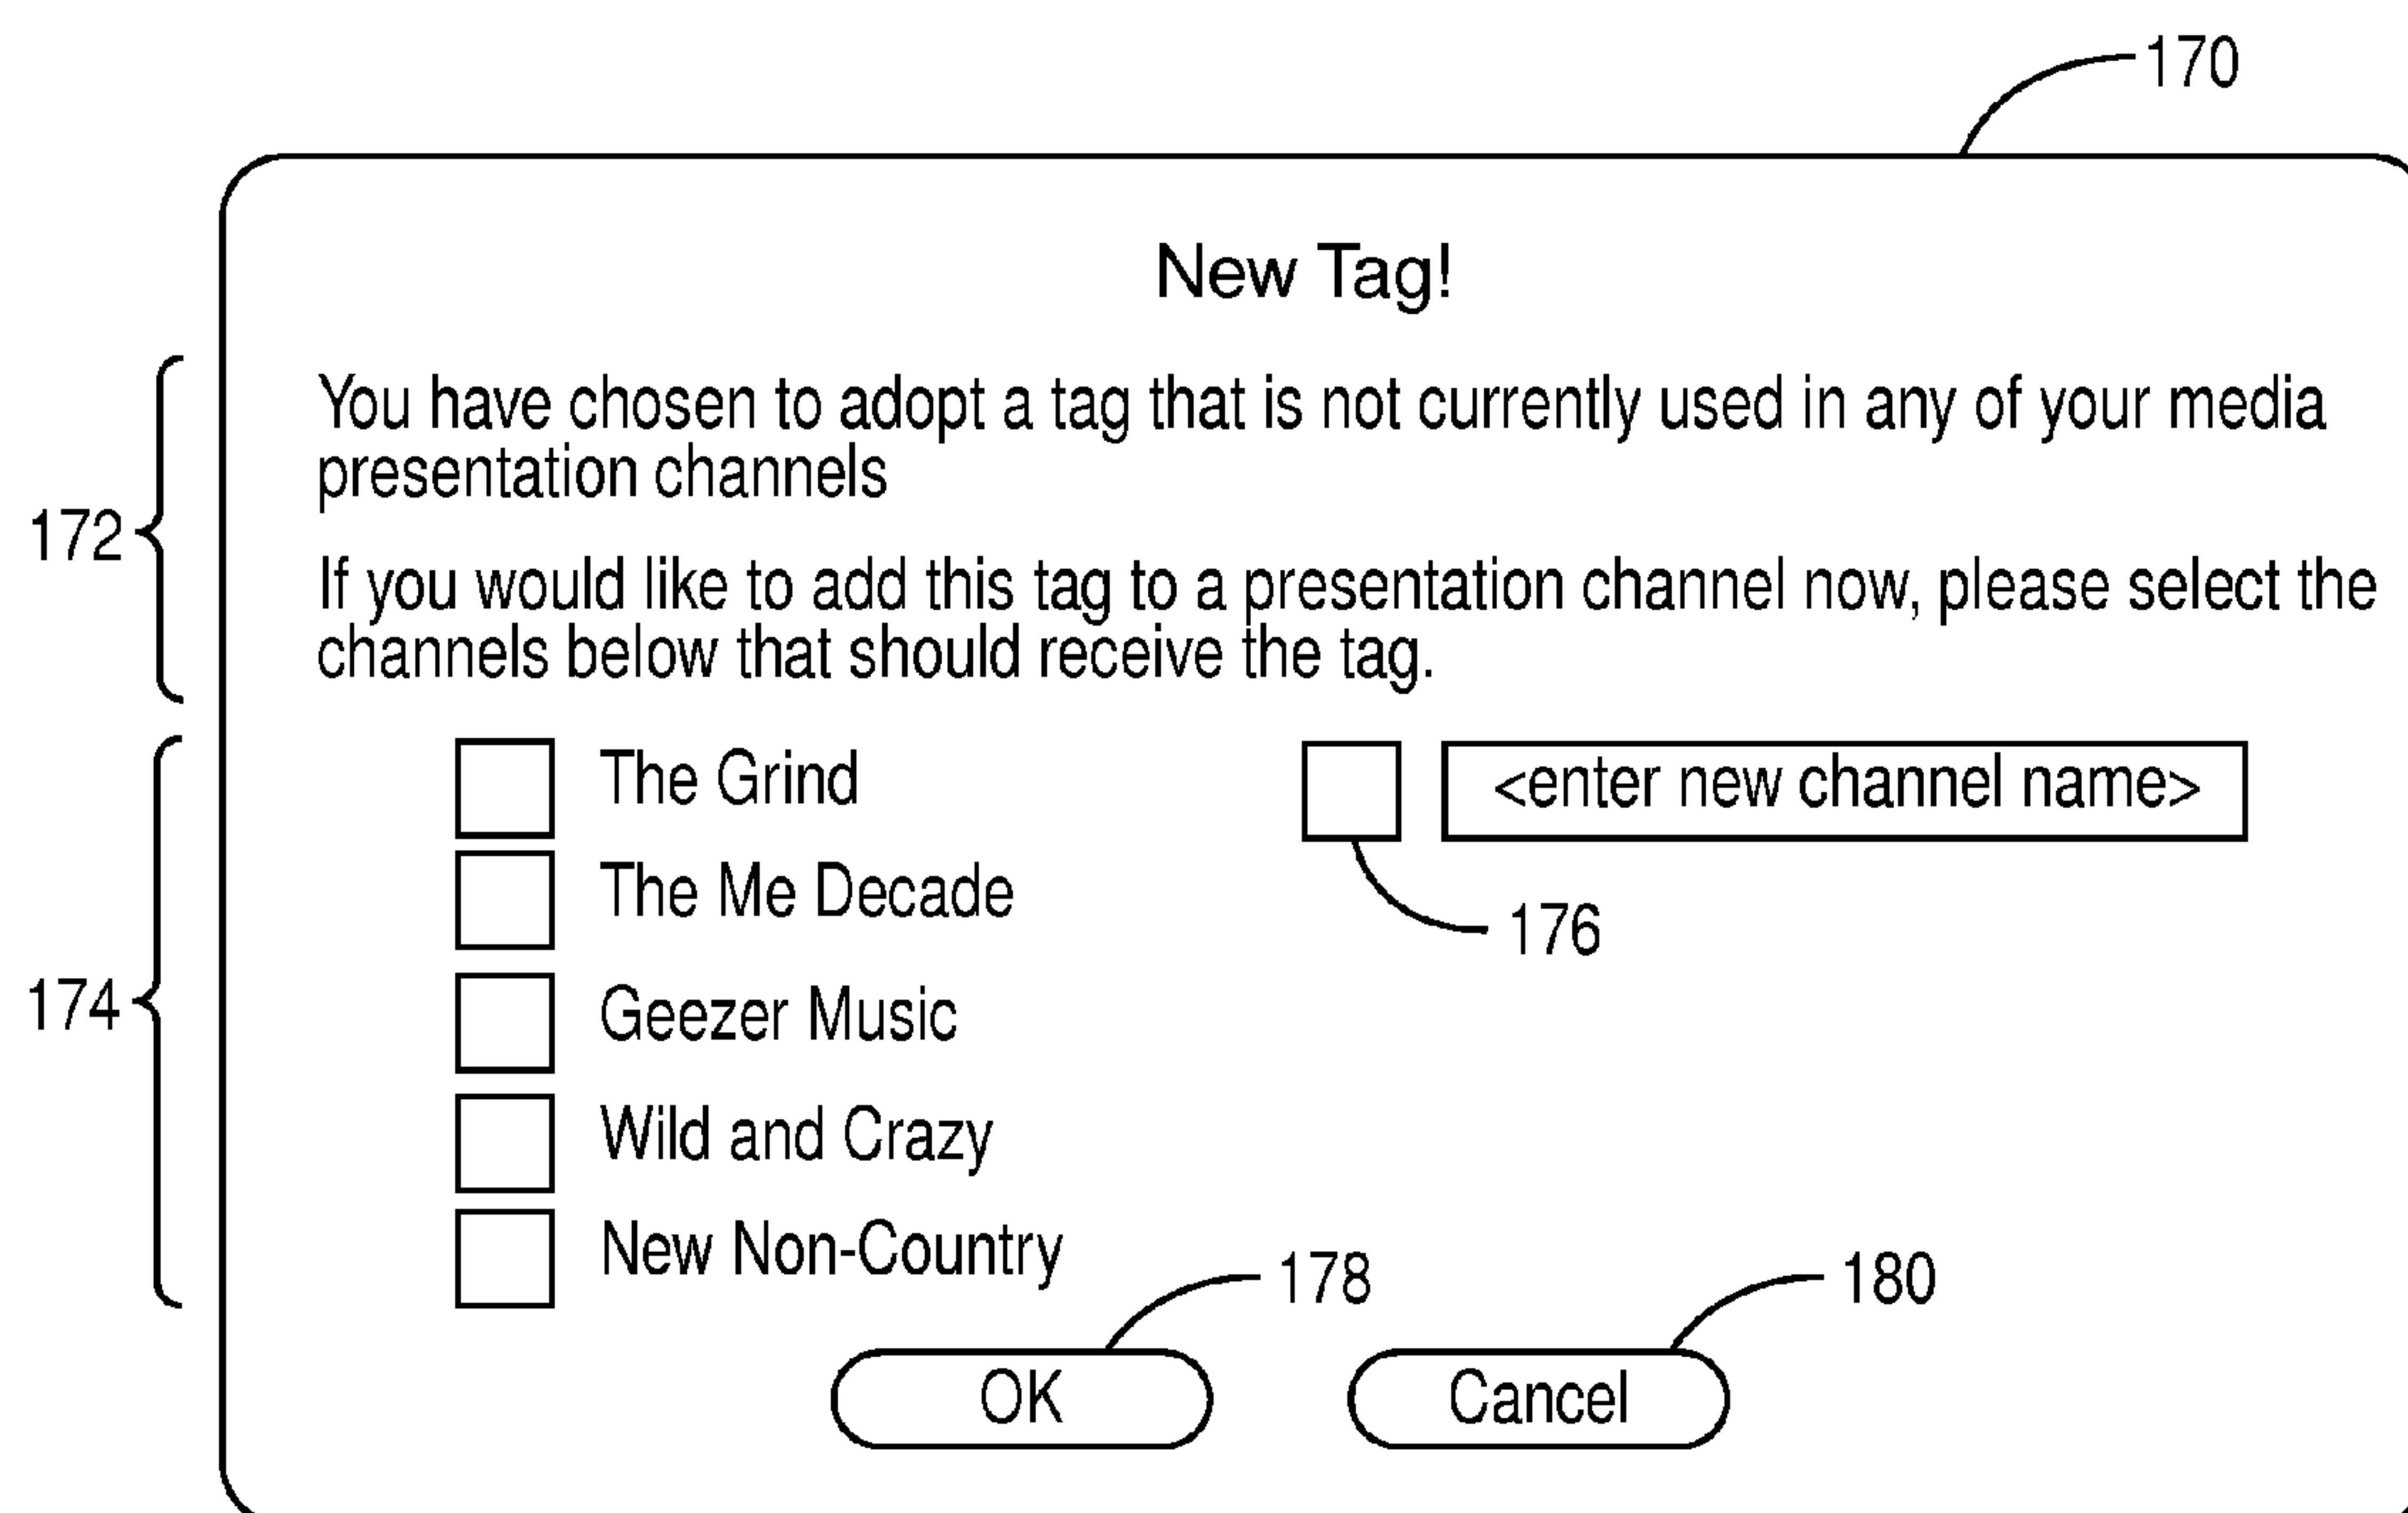 170
New Tag!
You have chosen to adopt a tag that is not currently used in any of your media
presentation channels
172
If you would like to add this tag to a presentation channel now, please select the
channels below that should receive the tag.
The Grind
<enter new channel name>
The Me Decade
176
174
Geezer Music
Wild and Crazy
New Non-Country
178
180
OK
Cancel